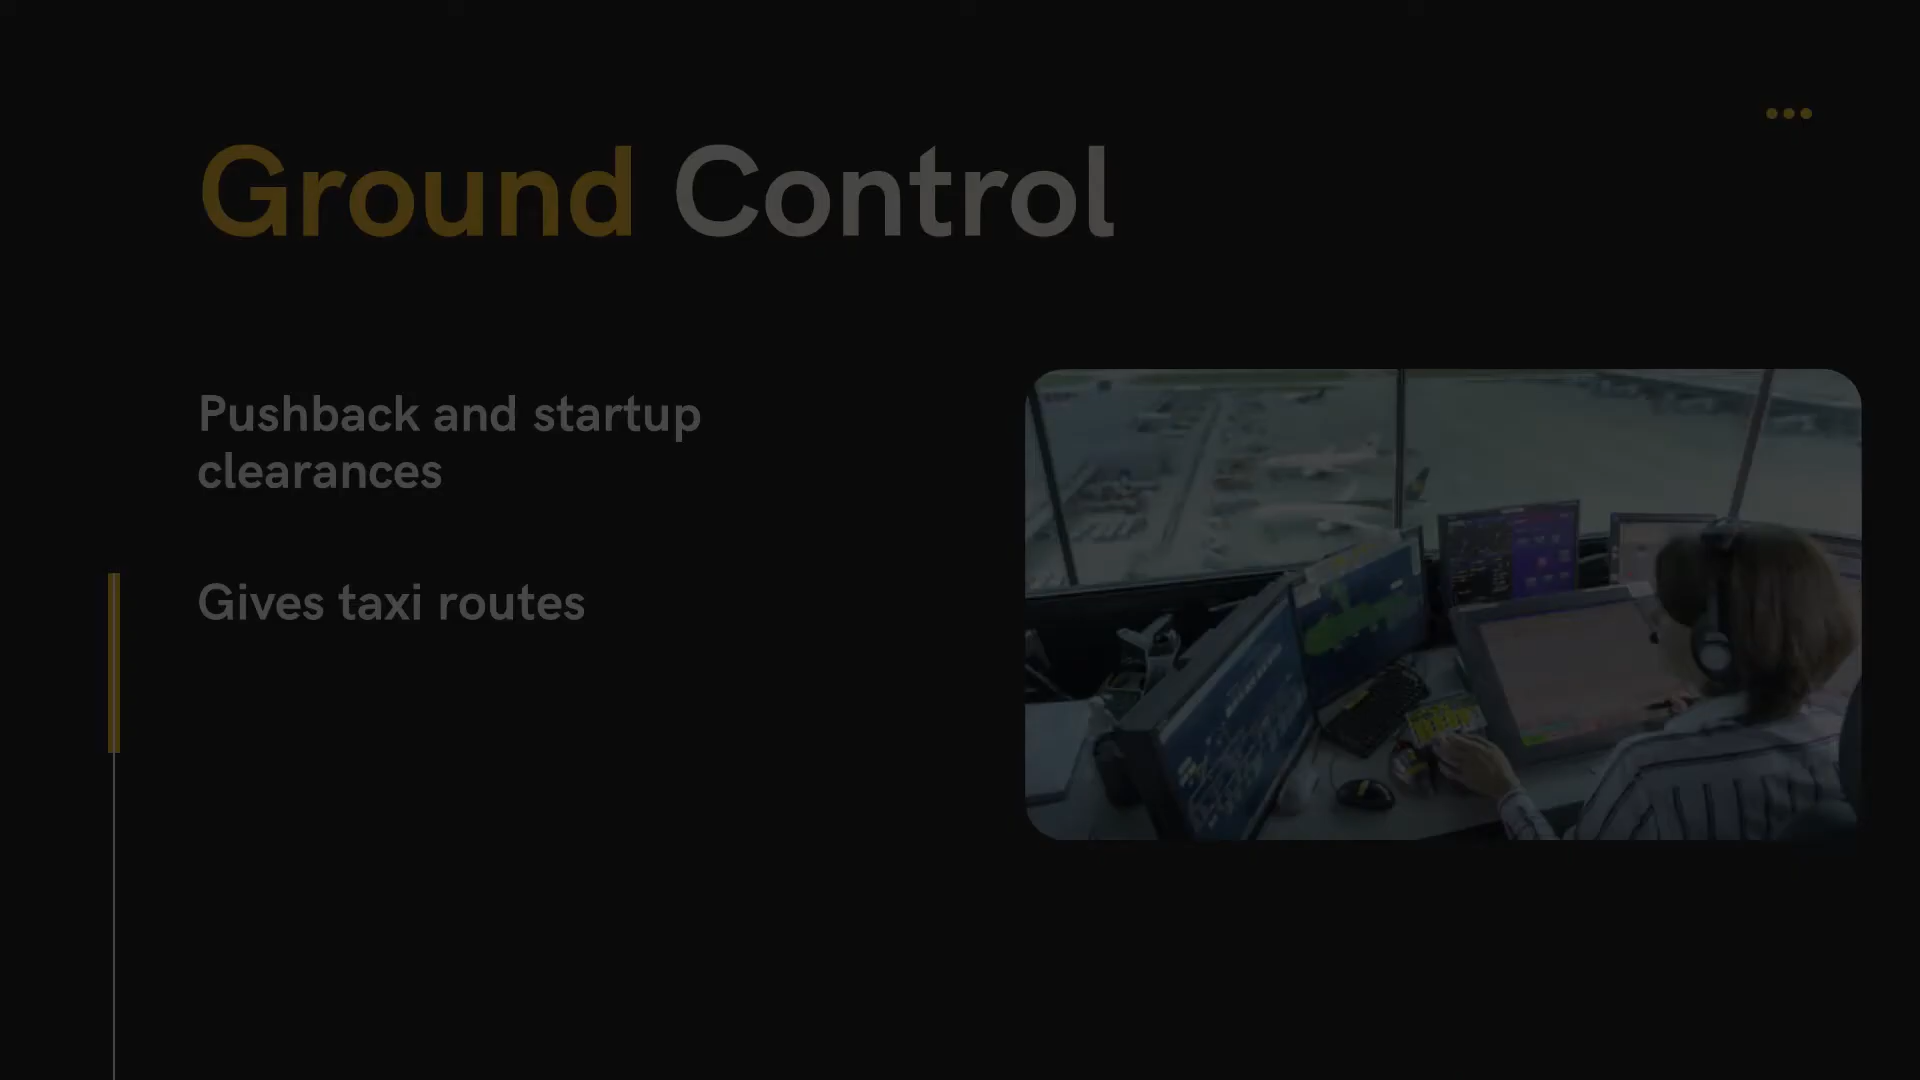 Ground Control
Pushback and startup
clearances
Gives taxi routes